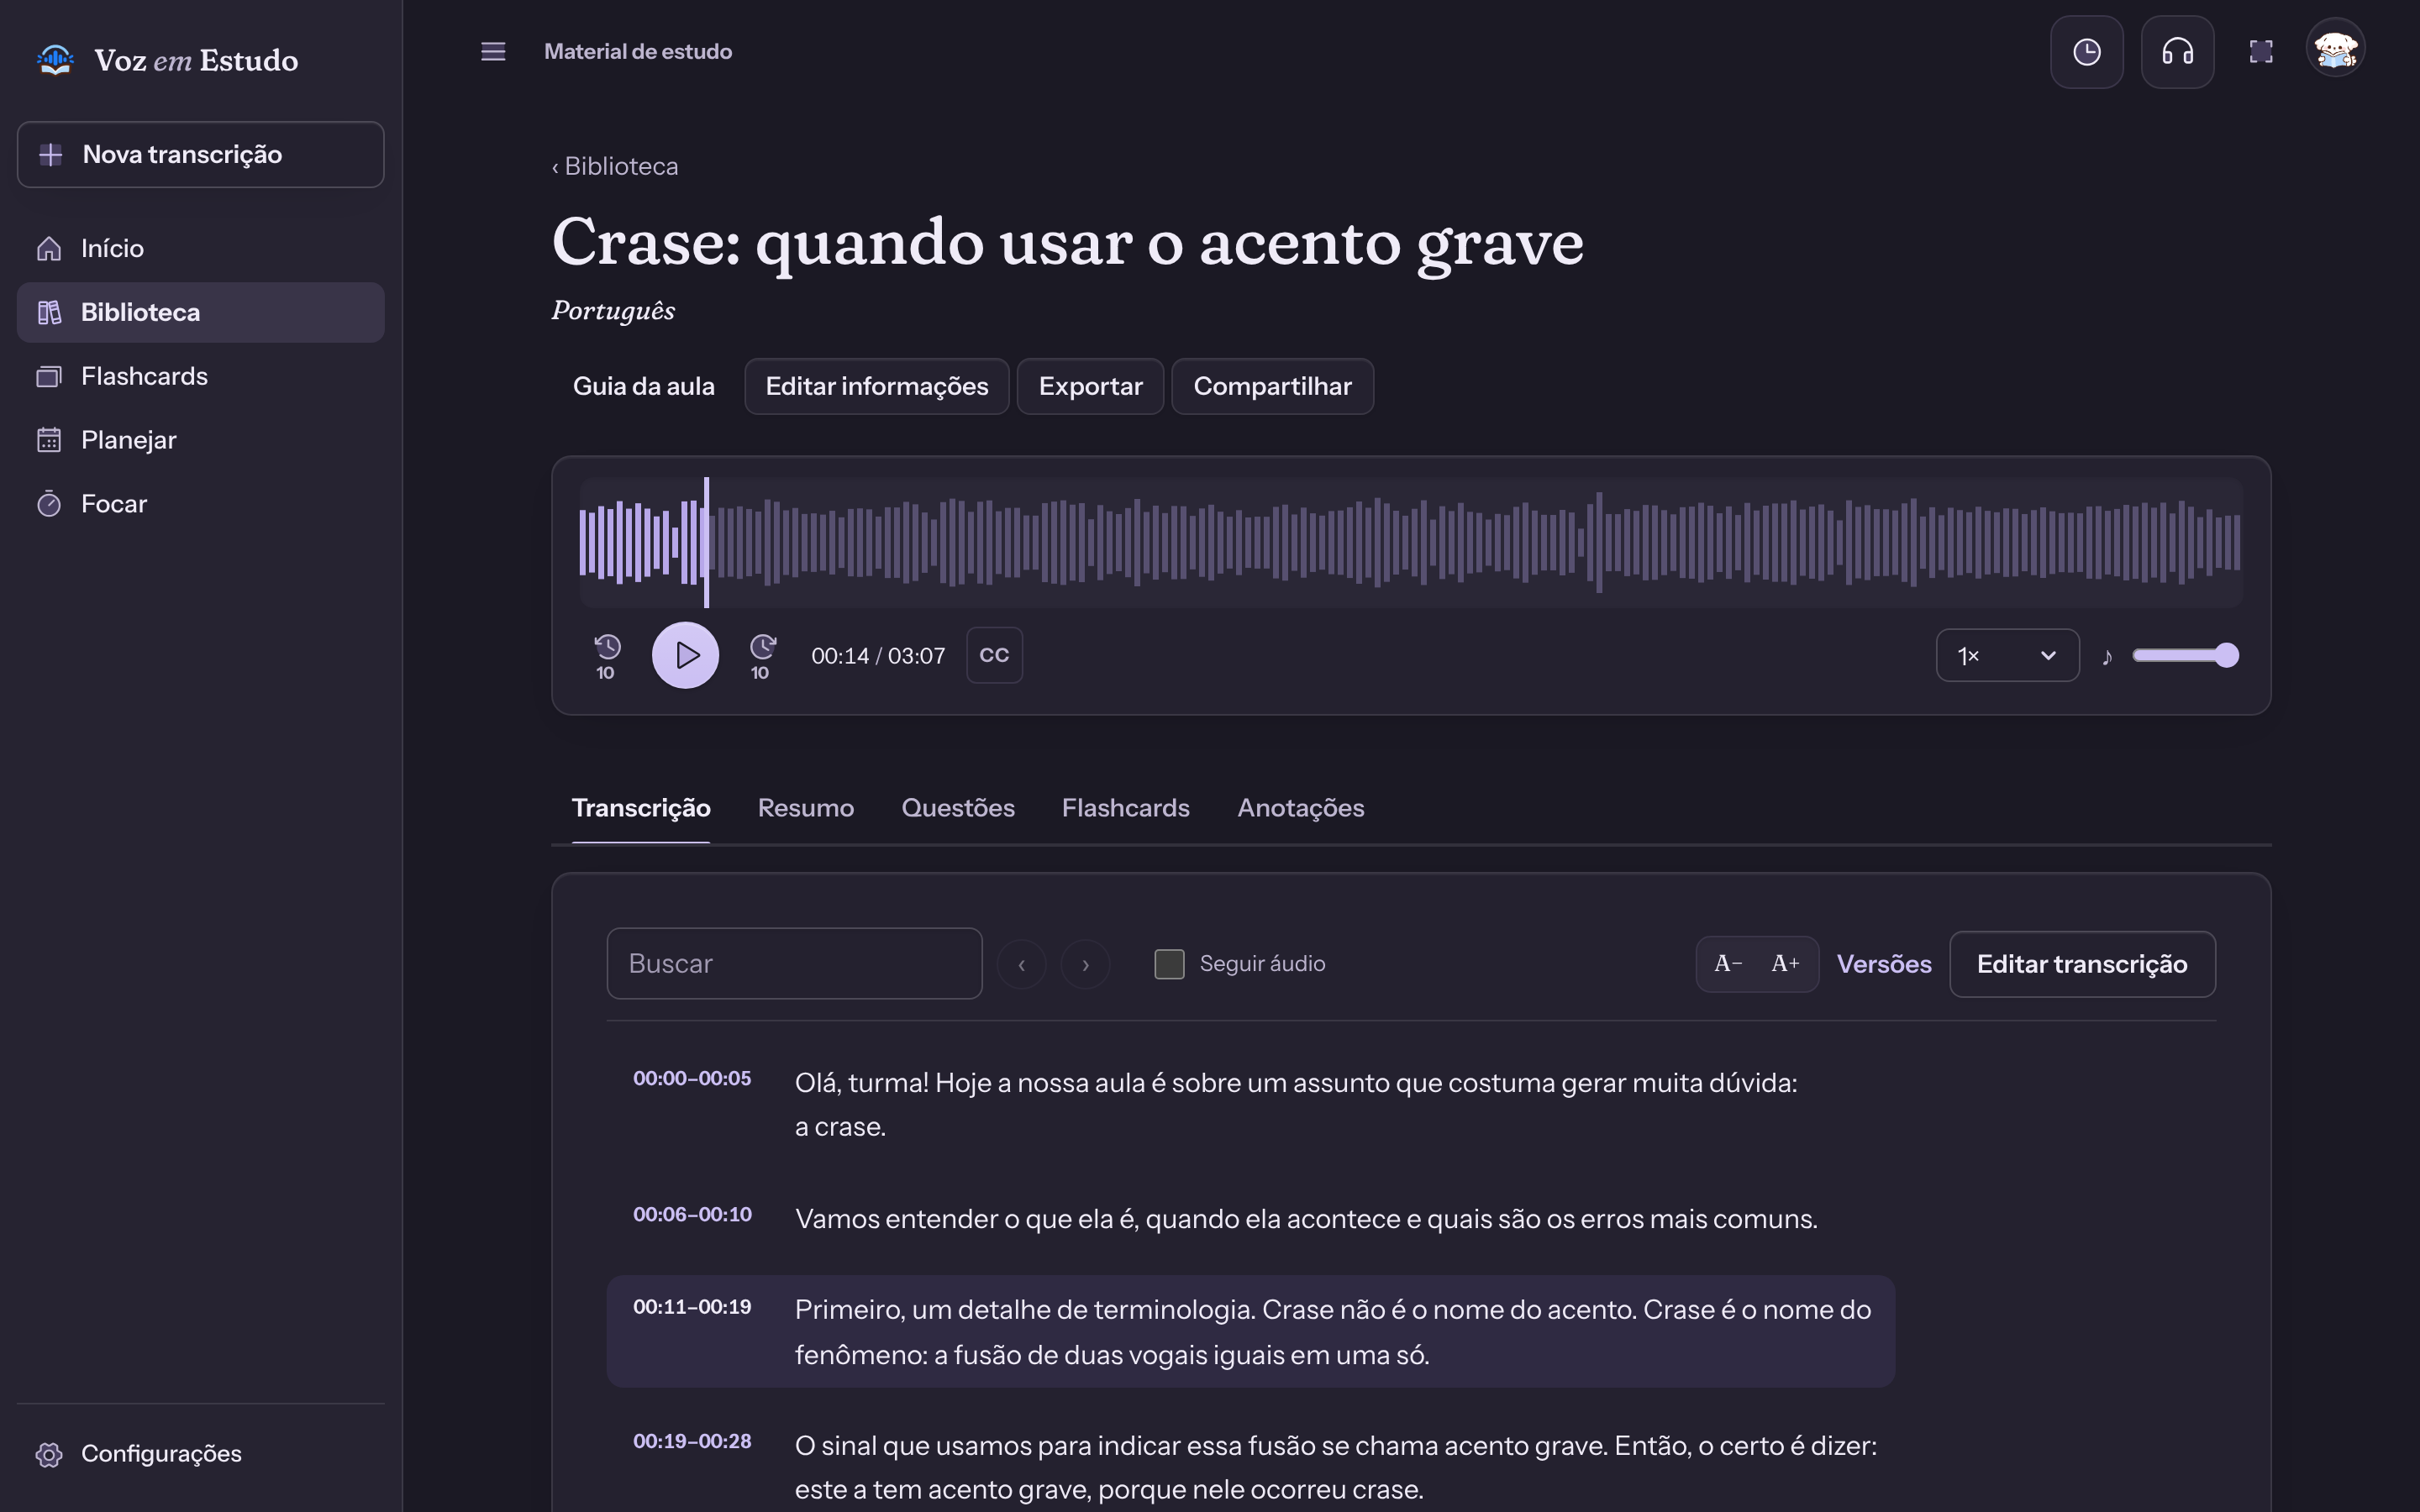 Voz em Estudo
Nova transcrição
Início
Biblioteca
Flashcards
Planejar
Focar
Configurações
Material de estudo
‹ Biblioteca
Crase: quando usar o acento grave
Português
Guia da aula
Editar informações
Exportar
Compartilhar
10
10
00:14 / 03:07
CC
1×
Transcrição
Resumo
Questões
Flashcards
Anotações
Buscar
‹
›
Seguir áudio
A−
A+
Versões
Editar transcrição
00:00–00:05
Olá, turma! Hoje a nossa aula é sobre um assunto que costuma gerar muita dúvida:
a crase.
00:06–00:10
Vamos entender o que ela é, quando ela acontece e quais são os erros mais comuns.
00:11–00:19
Primeiro, um detalhe de terminologia. Crase não é o nome do acento. Crase é o nome do
fenômeno: a fusão de duas vogais iguais em uma só.
00:19–00:28
O sinal que usamos para indicar essa fusão se chama acento grave. Então, o certo é dizer:
este a tem acento grave, porque nele ocorreu crase.